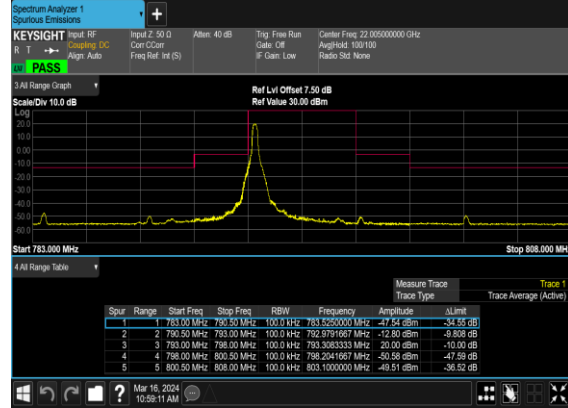 Spectrum Analyzer 1
Spurious Emissions
+
KEYSIGHT Input: RF Input Z: 50 Ω Atten: 40 dB Trig: Free Run Center Freq: 22.005000000 GHz
R T Coupling: DC Corr CCorr Gate: Off Avg|Hold: 100/100
Align: Auto Freq Ref: Int (S) IF Gain: Low Radio Std: None
PASS
3 All Range Graph
Ref Lvl Offset 7.50 dB
Scale/Div 10.0 dB Ref Value 30.00 dBm
Log
20.0
10.0
0.00
-10.0
-20.0
-30.0
-40.0
-50.0
-60.0
Start 783.000 MHz Stop 808.000 MHz
4 All Range Table
Measure Trace Trace 1
Trace Type Trace Average (Active)
Spur Range Start Freq Stop Freq RBW Frequency Amplitude ΔLimit
1 1 783.00 MHz 790.50 MHz 100.0 kHz 783.5250000 MHz -47.54 dBm -34.55 dB
2 2 790.50 MHz 793.00 MHz 100.0 kHz 792.9791667 MHz -12.80 dBm -9.808 dB
3 3 793.00 MHz 798.00 MHz 100.0 kHz 793.3083333 MHz 20.00 dBm -10.00 dB
4 4 798.00 MHz 800.50 MHz 100.0 kHz 798.2041667 MHz -50.58 dBm -47.59 dB
5 5 800.50 MHz 808.00 MHz 100.0 kHz 803.1000000 MHz -49.51 dBm -36.52 dB
? Mar 16, 2024
10:59:11 AM